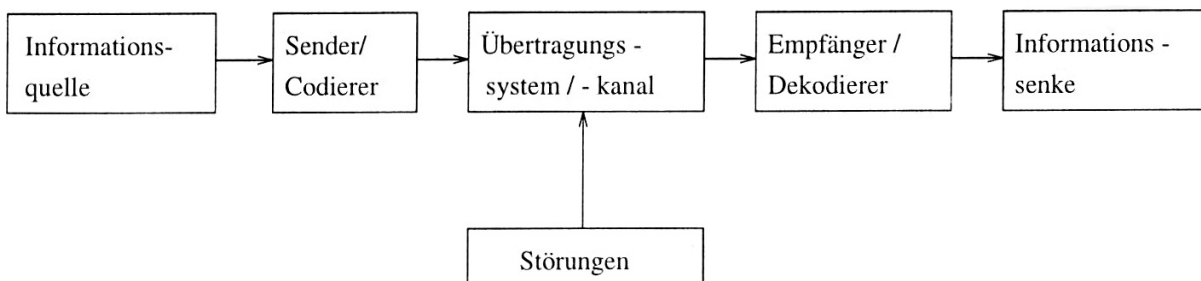 Informations-
quelle
Sender/
Codierer
Übertragungs -
system / - kanal
Empfänger /
Dekodierer
Informations -
senke
Störungen